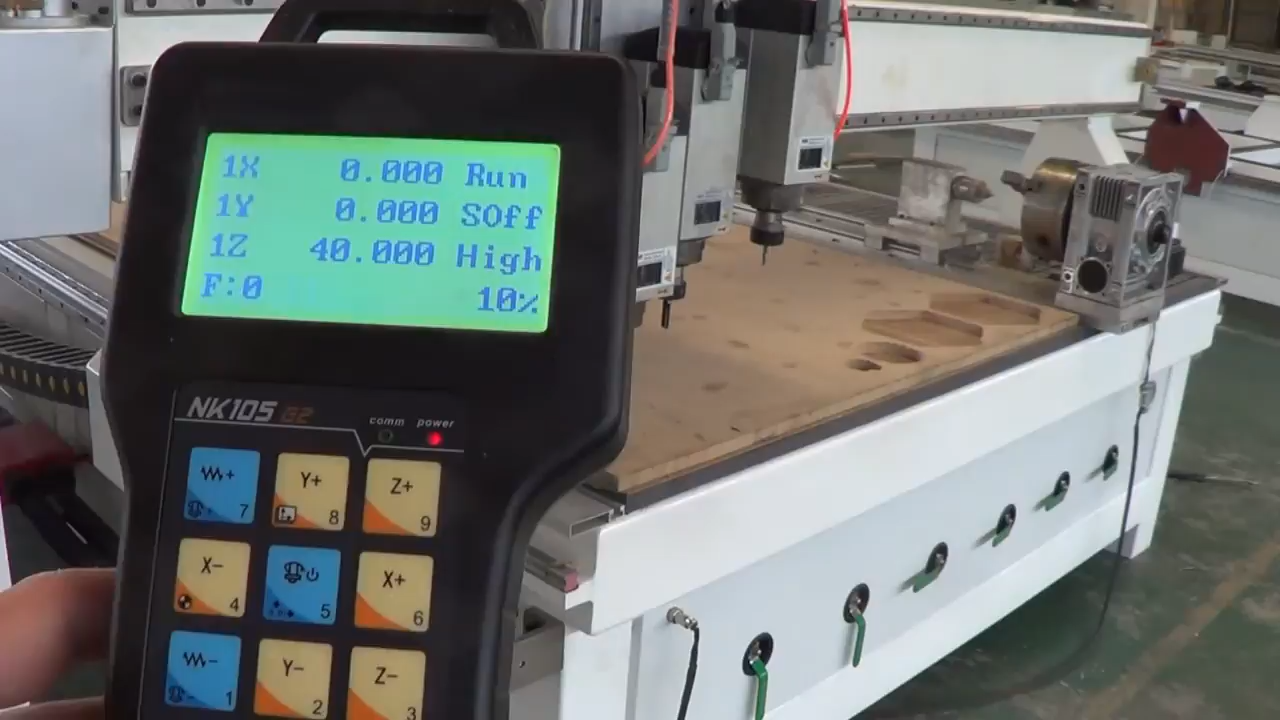 1X 0.000 Run
1Y 0.000 SOff
1Z 40.000 High
F:0 10%
NK105 G2
comm power
+ 7
Y+ 8
Z+ 9
X- 4
5
X+ 6
- 1
Y- 2
Z- 3